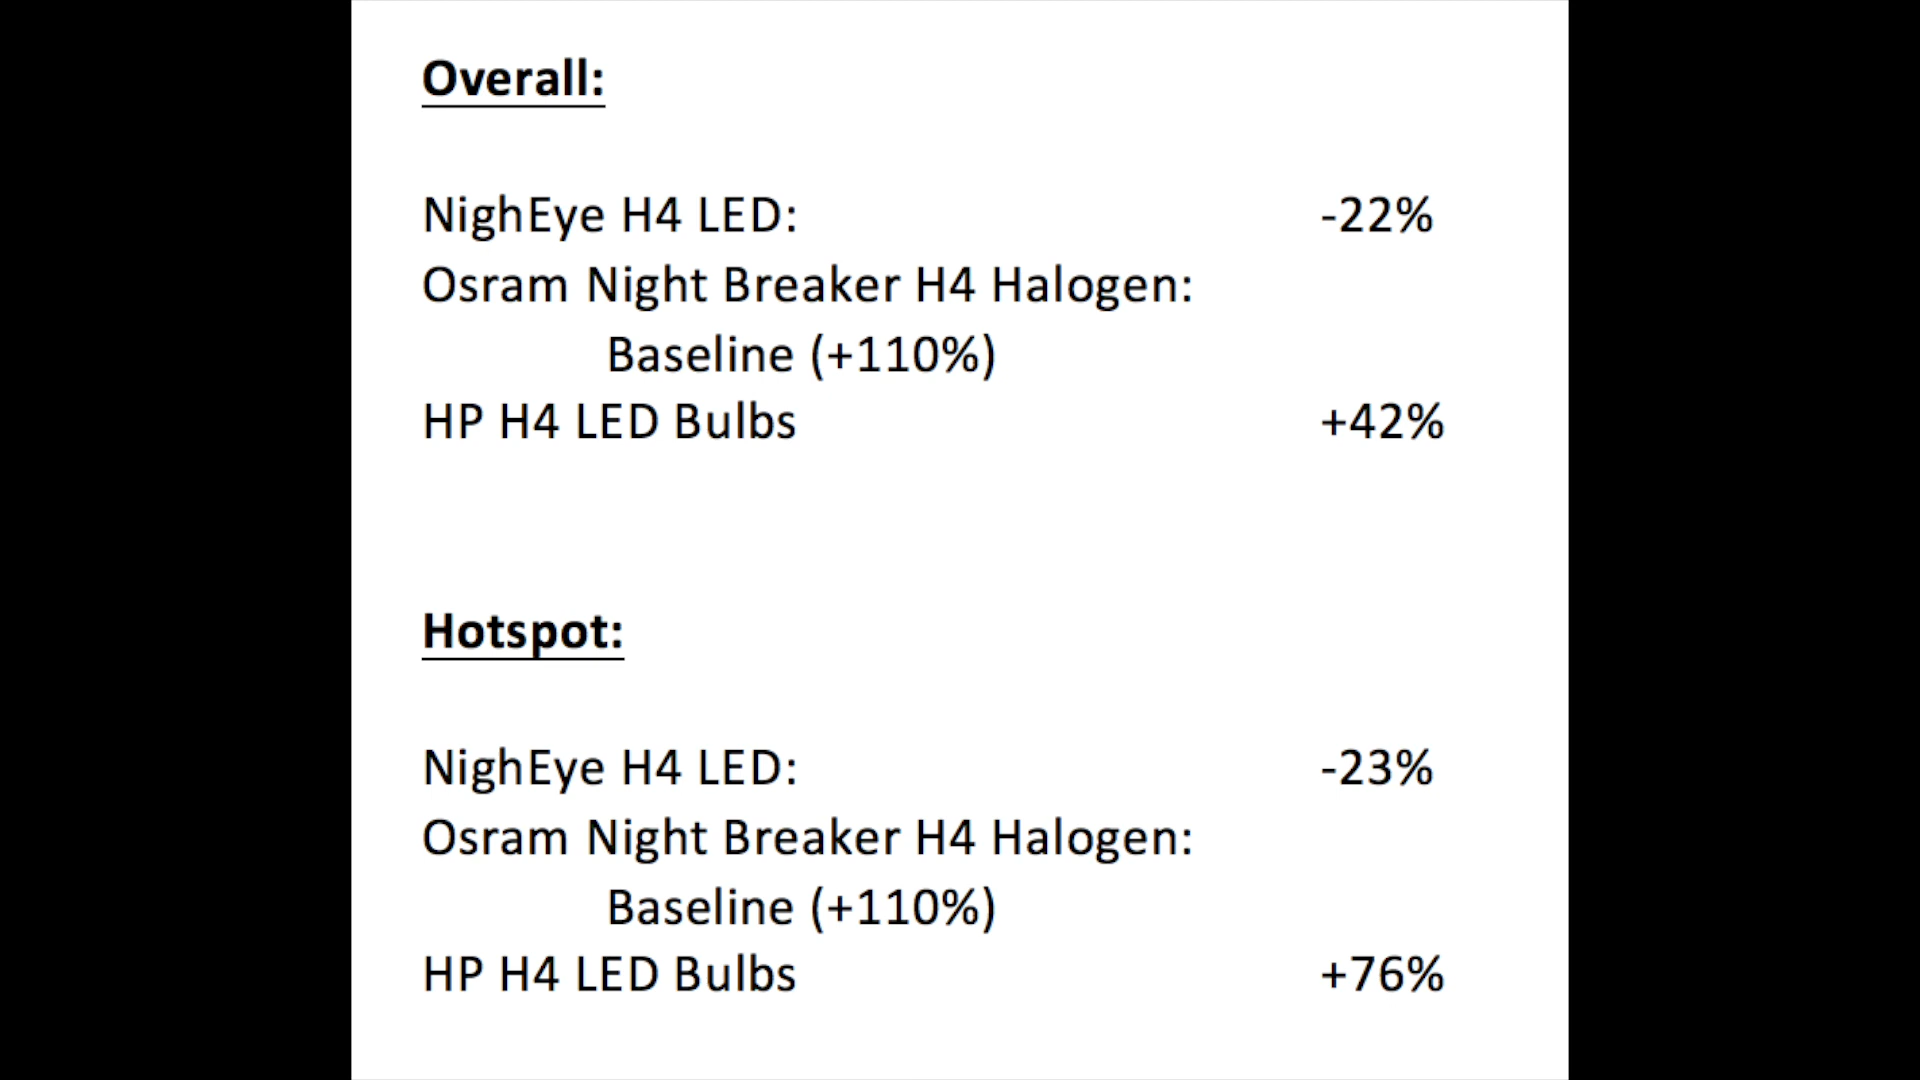 Overall:
NighEye H4 LED: -22%
Osram Night Breaker H4 Halogen:
Baseline (+110%)
HP H4 LED Bulbs +42%
Hotspot:
NighEye H4 LED: -23%
Osram Night Breaker H4 Halogen:
Baseline (+110%)
HP H4 LED Bulbs +76%